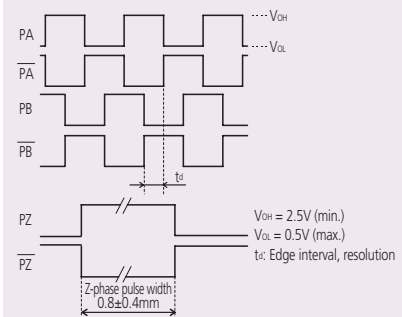 PA
VOH
VOL
PA
PB
PB
td
PZ
PZ
VOH = 2.5V (min.)
VOL = 0.5V (max.)
td: Edge interval, resolution
Z-phase pulse width
0.8±0.4mm